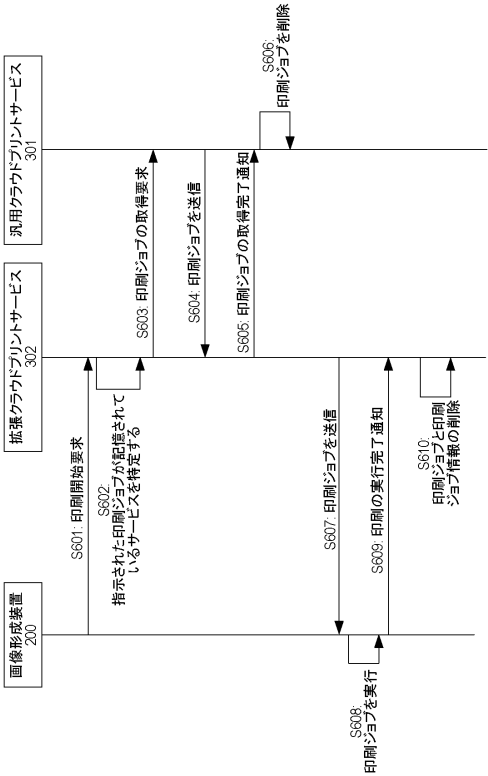 画像形成装置
200
拡張クラウドプリントサービス
302
汎用クラウドプリントサービス
301
S601: 印刷開始要求
S602:
指示された印刷ジョブが記憶されて
いるサービスを特定する
S603: 印刷ジョブの取得要求
S604: 印刷ジョブを送信
S605: 印刷ジョブの取得完了通知
S606:
印刷ジョブを削除
S607: 印刷ジョブを送信
S608:
印刷ジョブを実行
S609: 印刷の実行完了通知
S610:
印刷ジョブと印刷
ジョブ情報の削除